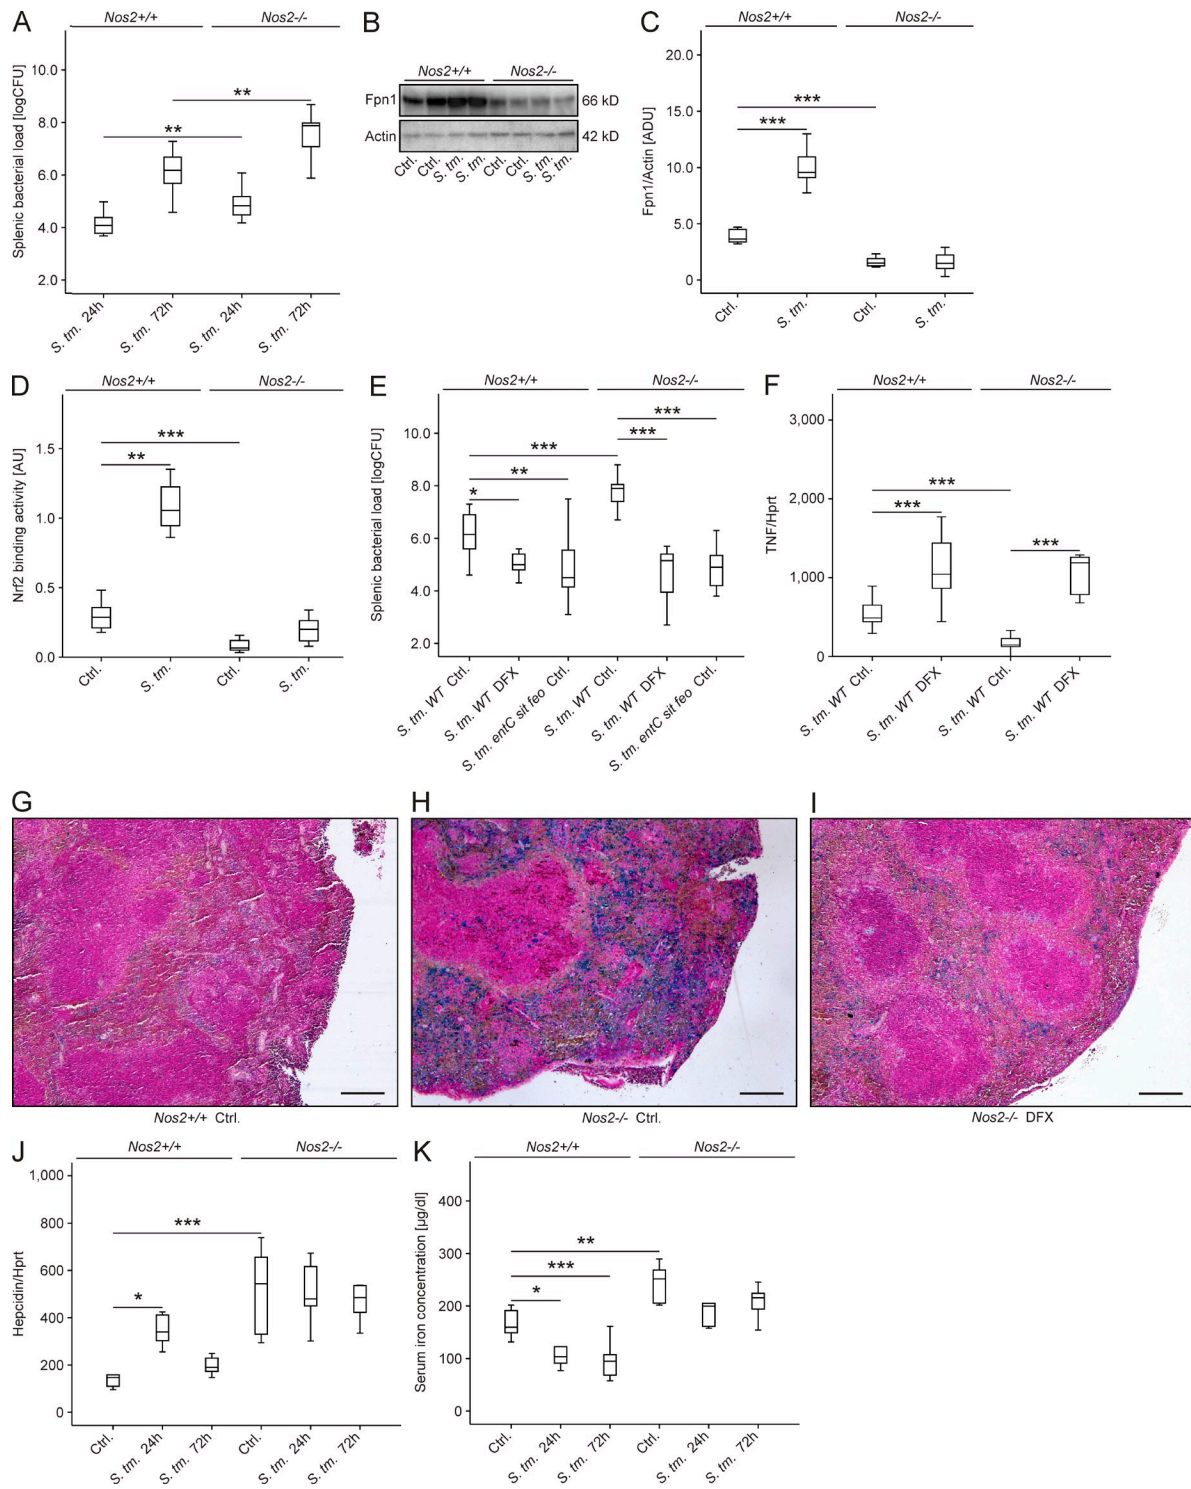 A
Nos2+/+ Nos2-/-
Splenic bacterial load [logCFU]
10.0
8.0
6.0
4.0
2.0
** **
S. tm. 24h S. tm. 72h S. tm. 24h S. tm. 72h
B
Nos2+/+ Nos2-/-
Fpn1 66 kD
Actin 42 kD
Ctrl. Ctrl. S. tm. S. tm. Ctrl. Ctrl. S. tm. S. tm.
C
Nos2+/+ Nos2-/-
Fpn1/Actin [ADU]
20.0
15.0
10.0
5.0
0
***
***
Ctrl. S. tm. Ctrl. S. tm.
D
Nos2+/+ Nos2-/-
Nrf2 binding activity [AU]
1.5
1.0
0.5
0.0
***
**
Ctrl. S. tm. Ctrl. S. tm.
E
Nos2+/+ Nos2-/-
Splenic bacterial load [logCFU]
10.0
8.0
6.0
4.0
2.0
***
***
***
**
*
S. tm. WT Ctrl. S. tm. WT DFX S. tm. entC sit feo Ctrl. S. tm. WT Ctrl. S. tm. WT DFX S. tm. entC sit feo Ctrl.
F
Nos2+/+ Nos2-/-
TNF/Hprt
3,000
2,000
1,000
0
***
***
***
S. tm. WT Ctrl. S. tm. WT DFX S. tm. WT Ctrl. S. tm. WT DFX
G H I
Nos2+/+ Ctrl. Nos2-/- Ctrl. Nos2-/- DFX
J
Nos2+/+ Nos2-/-
Hepcidin/Hprt
1,000
800
600
400
200
0
***
*
Ctrl. S. tm. 24h S. tm. 72h Ctrl. S. tm. 24h S. tm. 72h
K
Nos2+/+ Nos2-/-
Serum iron concentration [µg/dl]
400
300
200
100
0
**
***
*
Ctrl. S. tm. 24h S. tm. 72h Ctrl. S. tm. 24h S. tm. 72h